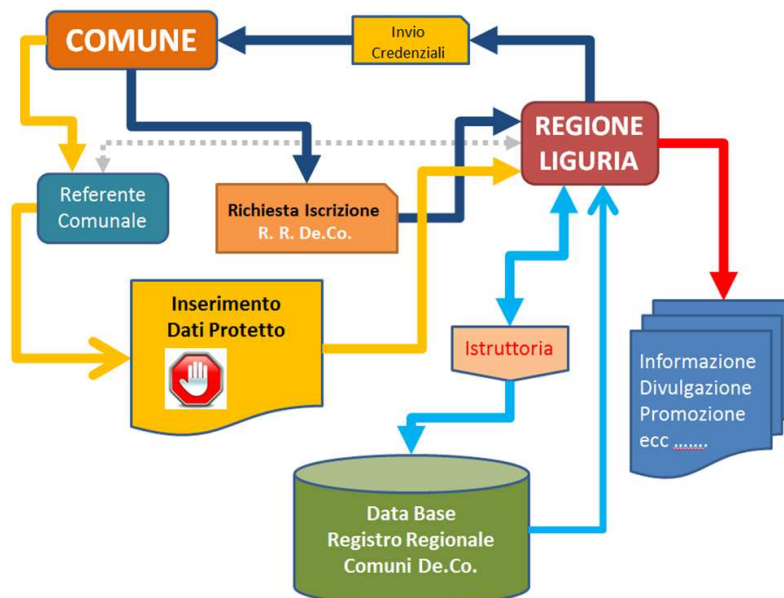 COMUNE
Invio
Credenziali
REGIONE
LIGURIA
Referente
Comunale
Richiesta Iscrizione
R. R. De.Co.
Inserimento
Dati Protetto
Istruttoria
Informazione
Divulgazione
Promozione
ecc …….
Data Base
Registro Regionale
Comuni De.Co.